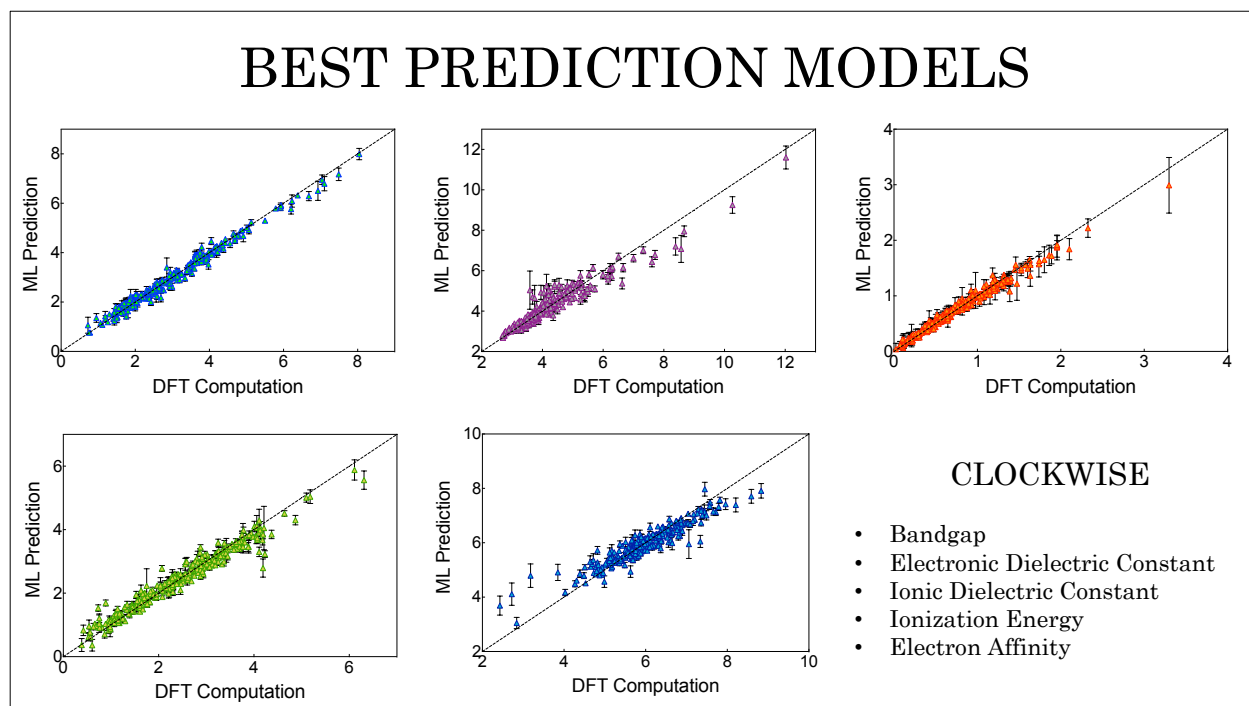 BEST PREDICTION MODELS
8
6
4
2
0
ML Prediction
0 2 4 6 8
DFT Computation
12
10
8
6
4
2
ML Prediction
2 4 6 8 10 12
DFT Computation
4
3
2
1
0
ML Prediction
0 1 2 3 4
DFT Computation
6
4
2
0
ML Prediction
0 2 4 6
DFT Computation
10
8
6
4
2
ML Prediction
2 4 6 8 10
DFT Computation
CLOCKWISE
• Bandgap
• Electronic Dielectric Constant
• Ionic Dielectric Constant
• Ionization Energy
• Electron Affinity